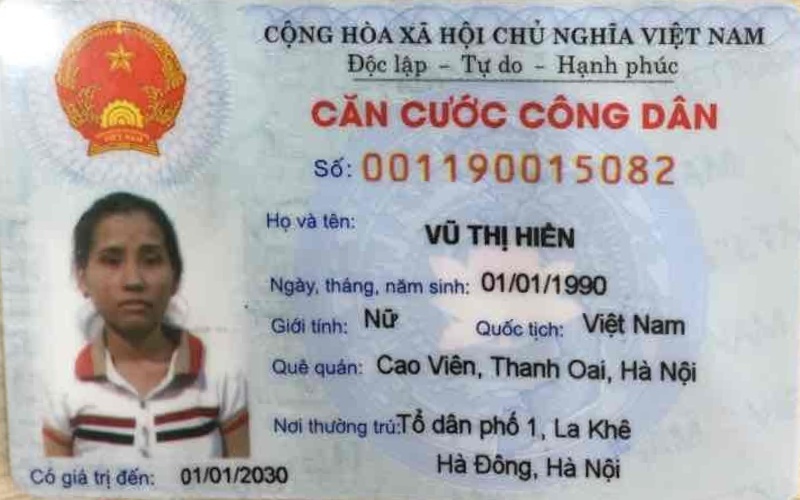 CỘNG HÒA XÃ HỘI CHỦ NGHĨA VIỆT NAM
Độc lập - Tự do - Hạnh phúc
CĂN CƯỚC CÔNG DÂN
Số: 001190015082
Họ và tên: VŨ THỊ HIỀN
Ngày, tháng, năm sinh: 01/01/1990
Giới tính: Nữ Quốc tịch: Việt Nam
Quê quán: Cao Viên, Thanh Oai, Hà Nội
Nơi thường trú: Tổ dân phố 1, La Khê
Hà Đông, Hà Nội
Có giá trị đến: 01/01/2030